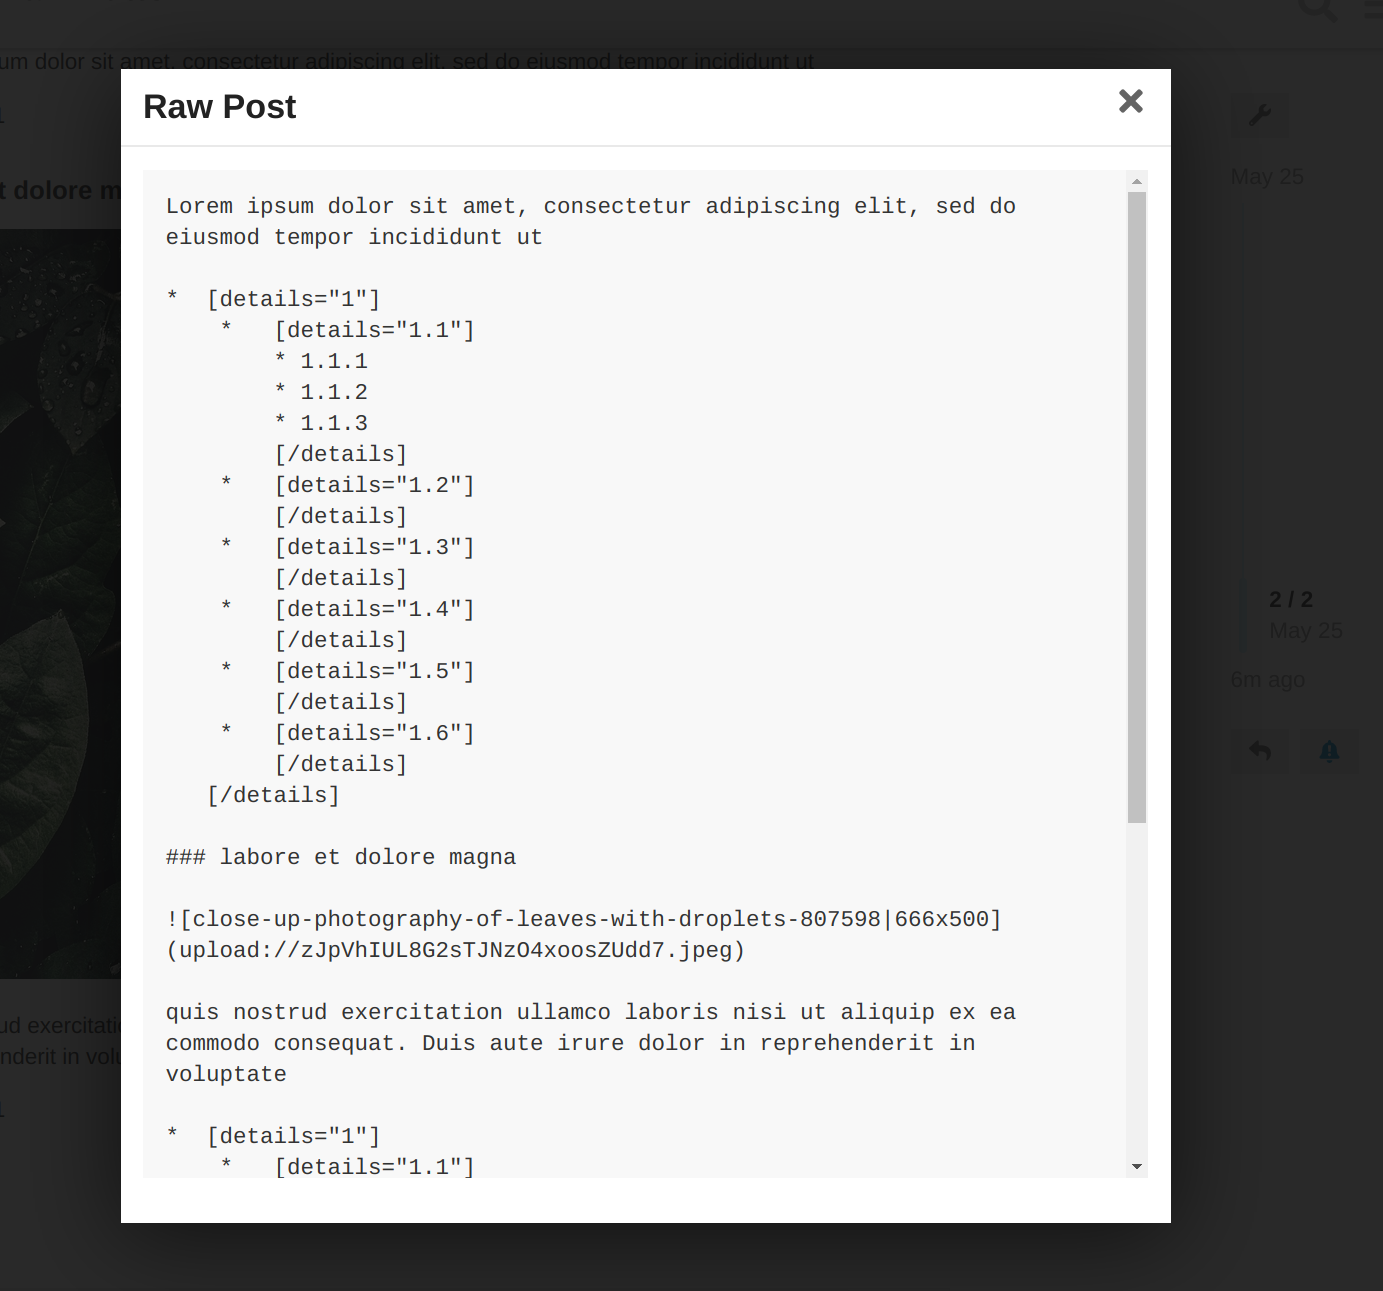 um dolor sit amet, consectetur adipiscing elit, sed do eiusmod tempor incididunt ut
Raw Post
1
May 25
t dolore m
Lorem ipsum dolor sit amet, consectetur adipiscing elit, sed do
eiusmod tempor incididunt ut
*  [details="1"]
    *   [details="1.1"]
        * 1.1.1
        * 1.1.2
        * 1.1.3
        [/details]
    *   [details="1.2"]
        [/details]
    *   [details="1.3"]
        [/details]
    *   [details="1.4"]
        [/details]
    *   [details="1.5"]
        [/details]
    *   [details="1.6"]
        [/details]
   [/details]
### labore et dolore magna
![close-up-photography-of-leaves-with-droplets-807598|666x500]
(upload://zJpVhIUL8G2sTJNzO4xoosZUdd7.jpeg)
quis nostrud exercitation ullamco laboris nisi ut aliquip ex ea
commodo consequat. Duis aute irure dolor in reprehenderit in
voluptate
*  [details="1"]
    *   [details="1.1"]
2 / 2
May 25
6m ago
ud exercitati
nderit in volu
1